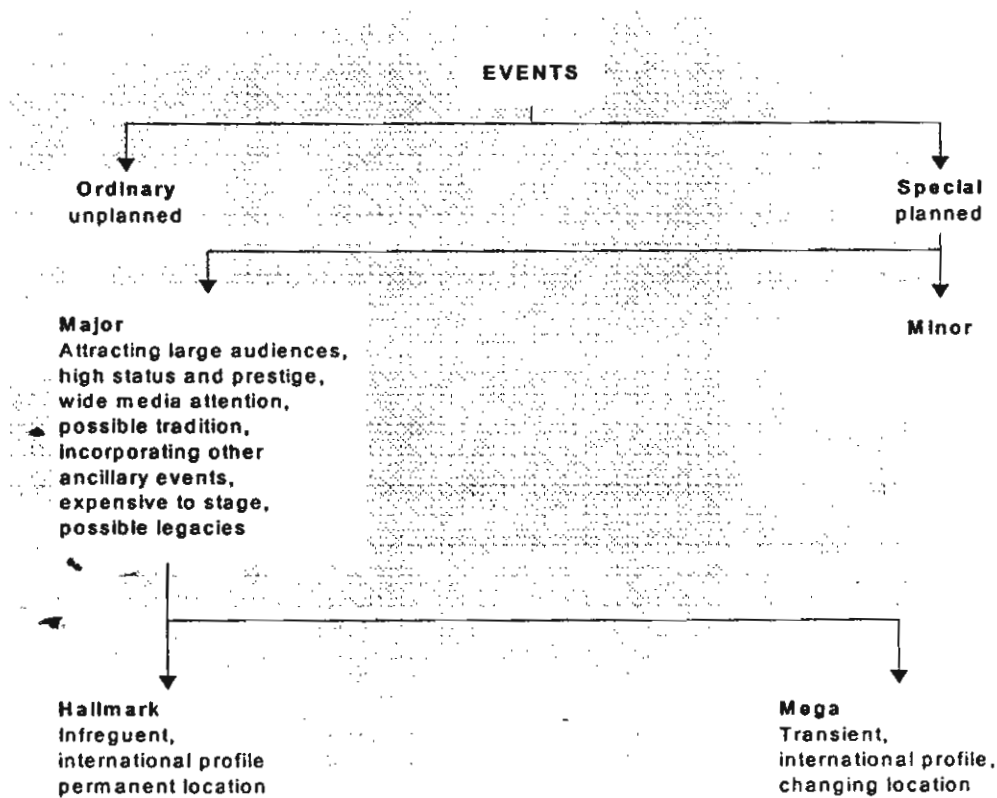 EVENTS
Ordinary
unplanned
Special
planned
Major
Attracting large audiences,
high status and prestige,
wide media attention,
possible tradition,
incorporating other
ancillary events,
expensive to stage,
possible legacies
Minor
Hallmark
Infreguent,
international profile
permanent location
Mega
Transient,
international profile,
changing location